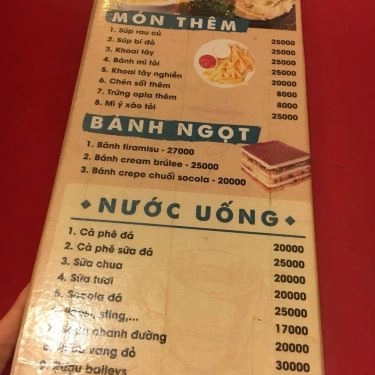 MÓN THÊM
1. Súp rau củ 25000
2. Súp bí đỏ 25000
3. Khoai tây 25000
4. Bánh mì tỏi
5. Khoai tây nghiền 25000
6. Chén sốt thêm 20000
7. Trứng opla thêm 8000
8. Mì ý xào tỏi 8000
25000
BÁNH NGỌT
1. Bánh tiramisu - 27000
2. Bánh cream brúlee - 25000
3. Bánh crepe chuối socola - 20000
NƯỚC UỐNG
1. Cà phê đá 20000
2. Cà phê sữa đá 25000
3. Sữa chua 20000
4. Sữa tươi 20000
5. Socola đá 25000
sting,... 17000
chanh đường 20000
vang đỏ 30000
9. Rượu baileys